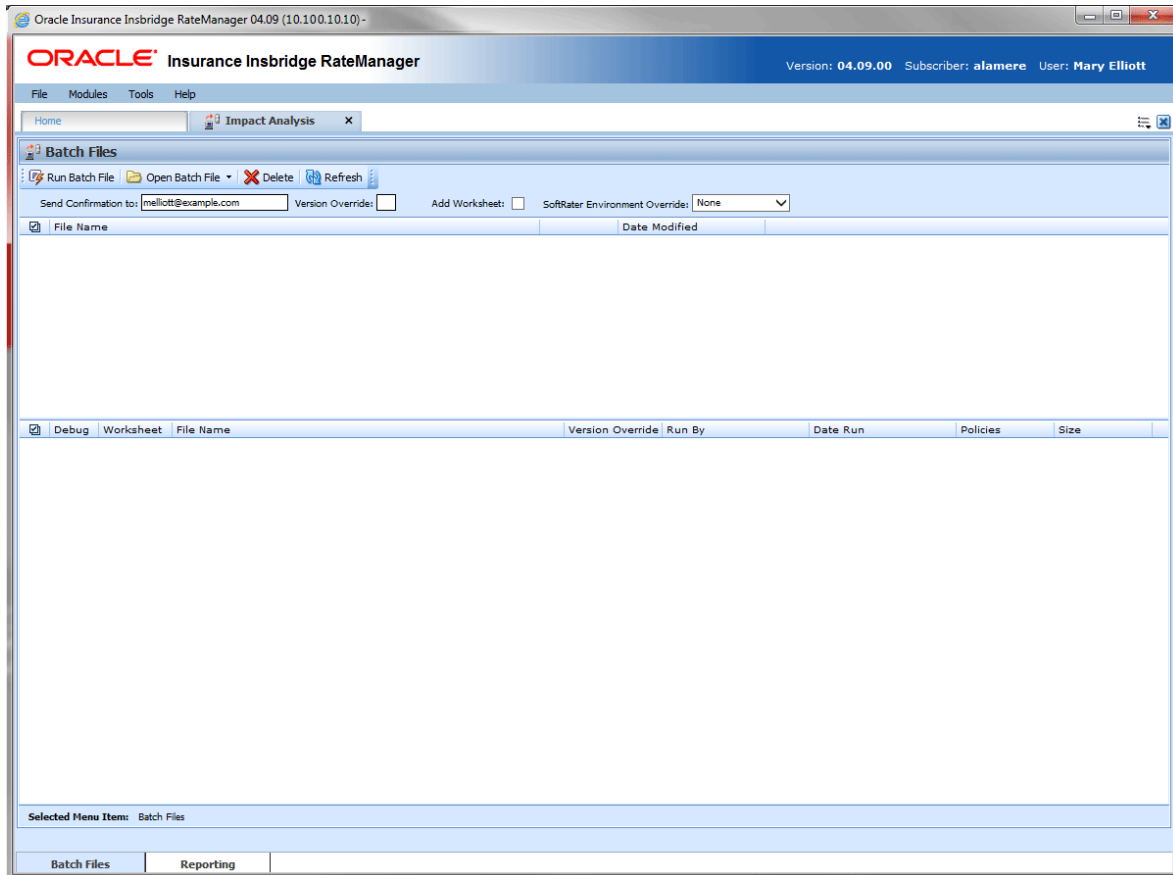 Oracle Insurance Insbridge RateManager 04.09 (10.100.10.10) -
ORACLE® Insurance Insbridge RateManager
Version: 04.09.00 Subscriber: alamere User: Mary Elliott
File Modules Tools Help
Home Impact Analysis x
Batch Files
Run Batch File Open Batch File Delete Refresh
Send Confirmation to: melliott@example.com Version Override: Add Worksheet: SoftRater Environment Override: None
File Name Date Modified
Debug Worksheet File Name Version Override Run By Date Run Policies Size
Selected Menu Item: Batch Files
Batch Files Reporting